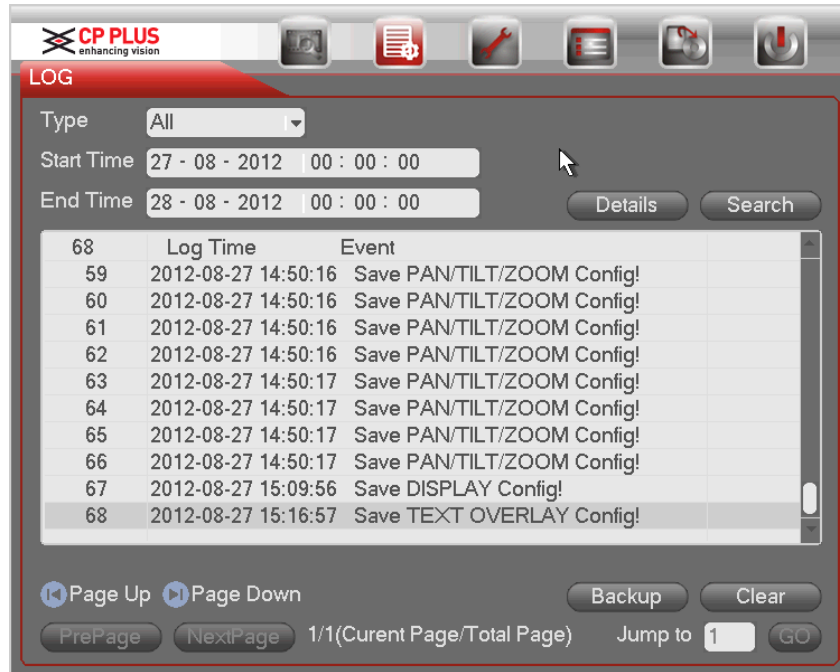 CP PLUS
enhancing vision
LOG
Type All
Start Time 27 - 08 - 2012 00 : 00 : 00
End Time 28 - 08 - 2012 00 : 00 : 00
Details Search
68 Log Time Event
59 2012-08-27 14:50:16 Save PAN/TILT/ZOOM Config!
60 2012-08-27 14:50:16 Save PAN/TILT/ZOOM Config!
61 2012-08-27 14:50:16 Save PAN/TILT/ZOOM Config!
62 2012-08-27 14:50:16 Save PAN/TILT/ZOOM Config!
63 2012-08-27 14:50:17 Save PAN/TILT/ZOOM Config!
64 2012-08-27 14:50:17 Save PAN/TILT/ZOOM Config!
65 2012-08-27 14:50:17 Save PAN/TILT/ZOOM Config!
66 2012-08-27 14:50:17 Save PAN/TILT/ZOOM Config!
67 2012-08-27 15:09:56 Save DISPLAY Config!
68 2012-08-27 15:16:57 Save TEXT OVERLAY Config!
Page Up Page Down
Backup Clear
PrePage NextPage 1/1(Curent Page/Total Page) Jump to 1 GO